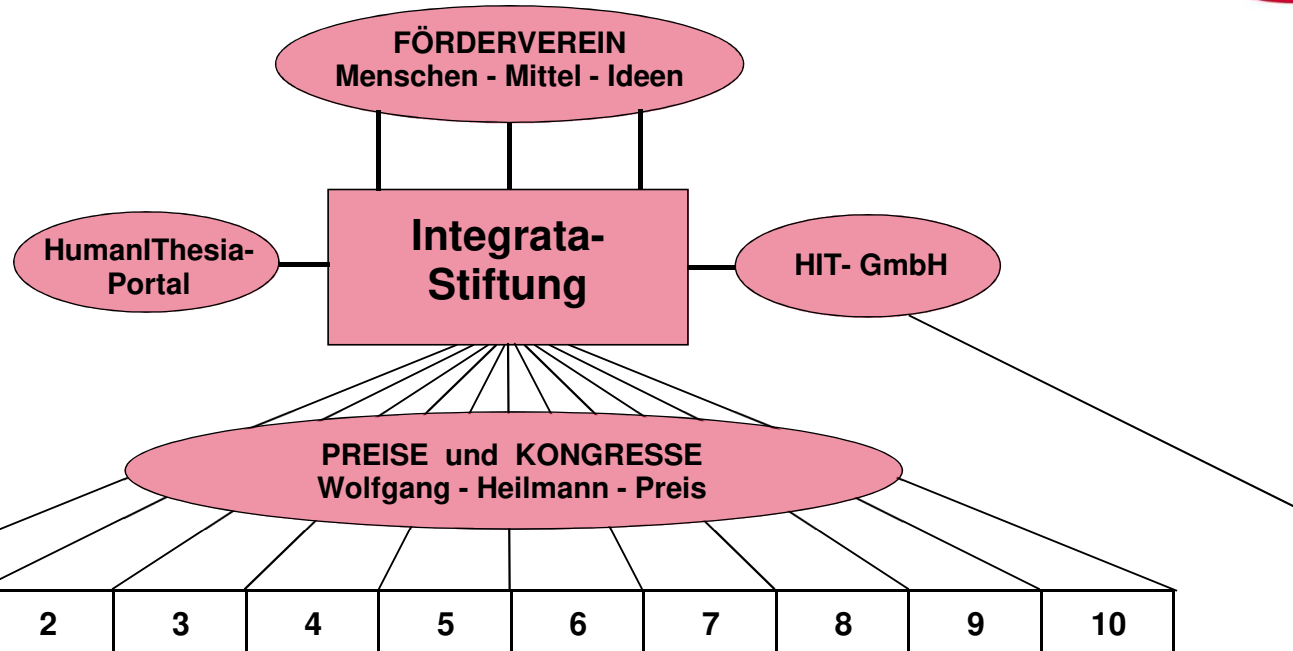 FÖRDERVEREIN
Menschen - Mittel - Ideen
HumanIThesia-
Portal
Integrata-
Stiftung
HIT- GmbH
PREISE und KONGRESSE
Wolfgang - Heilmann - Preis
2 3 4 5 6 7 8 9 10